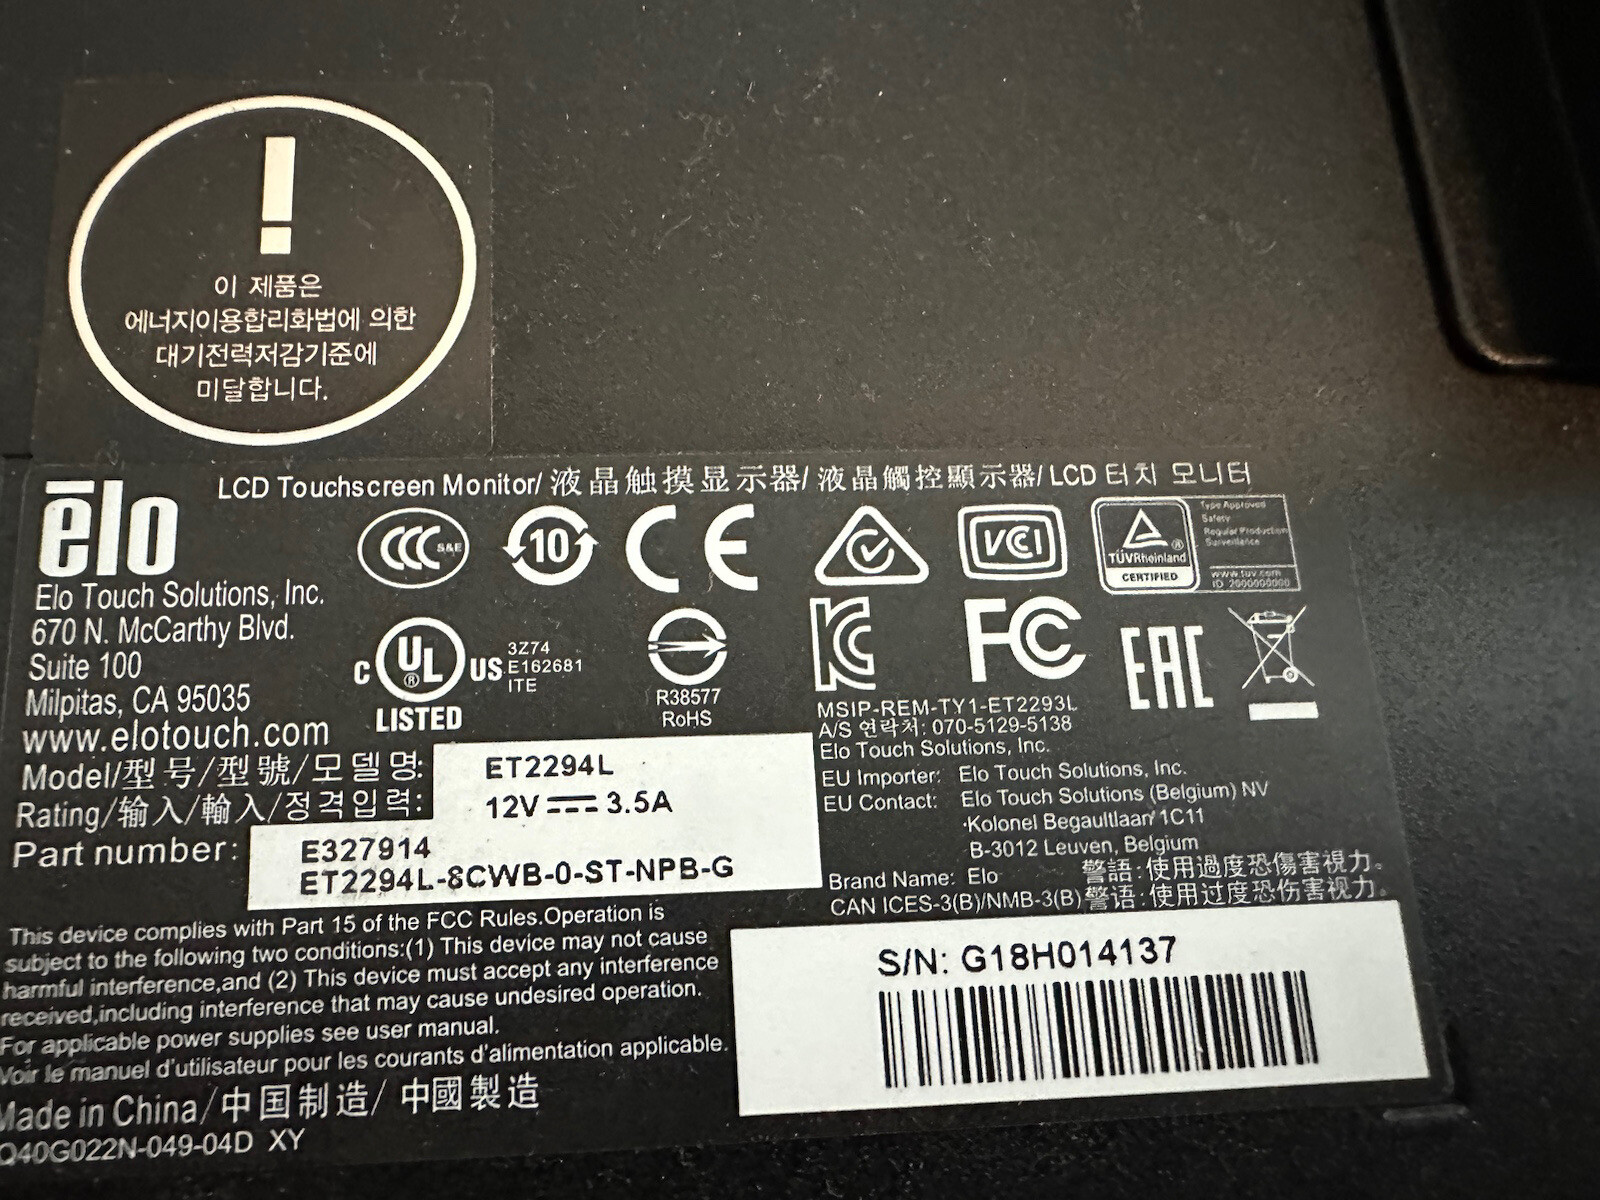 !
이 제품은
에너지이용합리화법에 의한
대기전력저감기준에
미달합니다.
LCD Touchscreen Monitor/ 液晶触摸显示器/ 液晶觸控顯示器/ LCD 터치 모니터
elo
CCC S&E
10
CE
VCI
TÜVRheinland ®
CERTIFIED
Type Approved
Safety
Regular Production
Surveillance
www.tuv.com
ID 2000000000
Elo Touch Solutions, Inc.
670 N. McCarthy Blvd.
Suite 100
Milpitas, CA 95035
www.elotouch.com
C UL ® US
LISTED
3Z74
E162681
ITE
R38577
RoHS
KC
FC
EAC
MSIP-REM-TY1-ET2293L
A/S 연락처: 070-5129-5138
Elo Touch Solutions, Inc.
EU Importer: Elo Touch Solutions, Inc.
EU Contact: Elo Touch Solutions (Belgium) NV
Kolonel Begaultlaan 1C11
B-3012 Leuven, Belgium
Brand Name: Elo
警語: 使用過度恐傷害視力。
CAN ICES-3(B)/NMB-3(B) 警语: 使用过度恐伤害视力。
Model/型号/型號/모델명: ET2294L
Rating/输入/輸入/정격입력: 12V 3.5A
Part number: E327914
ET2294L-8CWB-0-ST-NPB-G
This device complies with Part 15 of the FCC Rules.Operation is
subject to the following two conditions:(1) This device may not cause
harmful interference,and (2) This device must accept any interference
received,including interference that may cause undesired operation.
For applicable power supplies see user manual.
Voir le manuel d'utilisateur pour les courants d'alimentation applicable.
Made in China/中国制造/ 中國製造
Q40G022N-049-04D XY
S/N: G18H014137